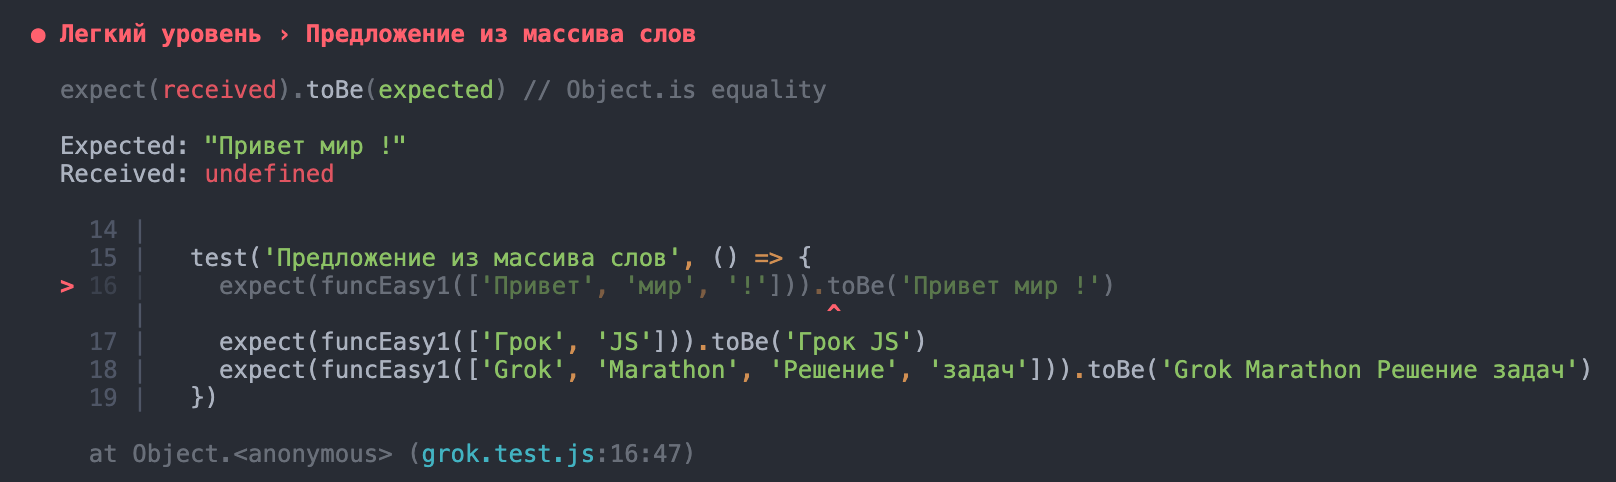 ● Легкий уровень › Предложение из массива слов
expect(received).toBe(expected) // Object.is equality
Expected: "Привет мир !"
Received: undefined
14 |
15 |   test('Предложение из массива слов', () => {
> 16 |     expect(funcEasy1(['Привет', 'мир', '!'])).toBe('Привет мир !')
|                                               ^
17 |     expect(funcEasy1(['Грок', 'JS'])).toBe('Грок JS')
18 |     expect(funcEasy1(['Grok', 'Marathon', 'Решение', 'задач'])).toBe('Grok Marathon Решение задач')
19 |   })
at Object.<anonymous> (grok.test.js:16:47)